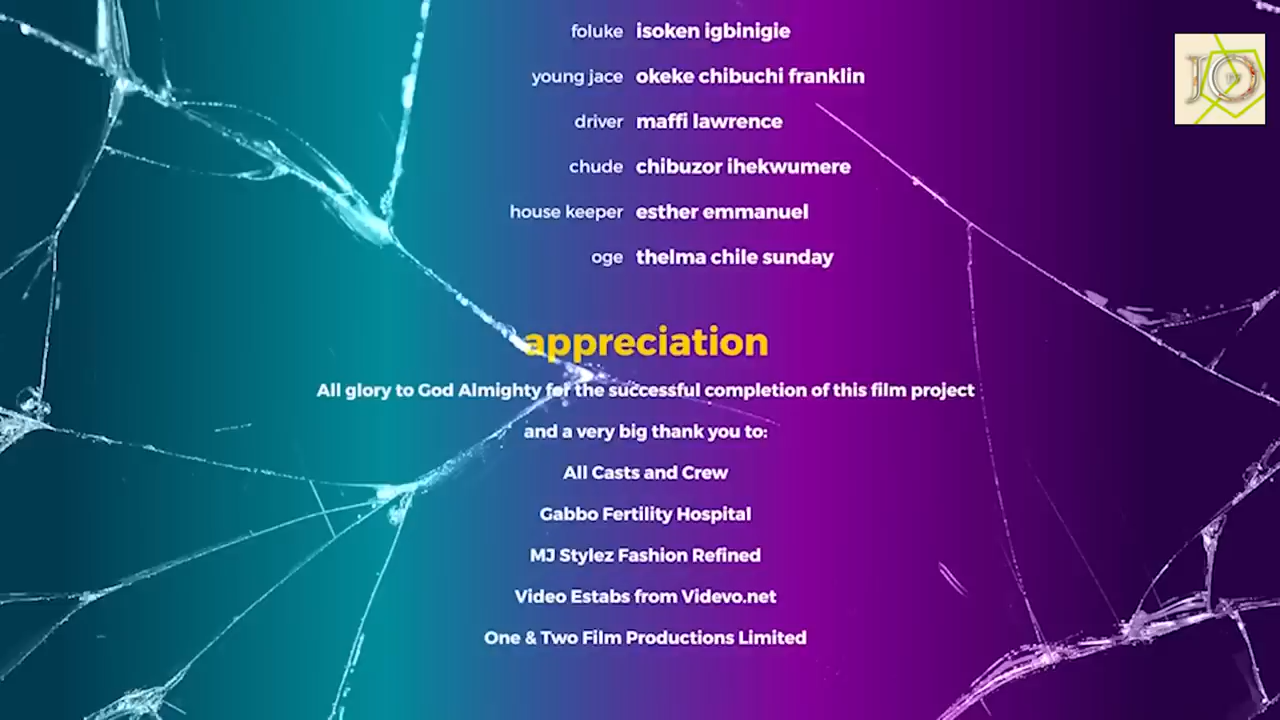 foluke isoken igbinigie
young jace okeke chibuchi franklin
driver maffi lawrence
chude chibuzor ihekwumere
house keeper esther emmanuel
oge thelma chile sunday
appreciation
All glory to God Almighty for the successful completion of this film project
and a very big thank you to:
All Casts and Crew
Gabbo Fertility Hospital
MJ Stylez Fashion Refined
Video Estabs from Videvo.net
One & Two Film Productions Limited
JO